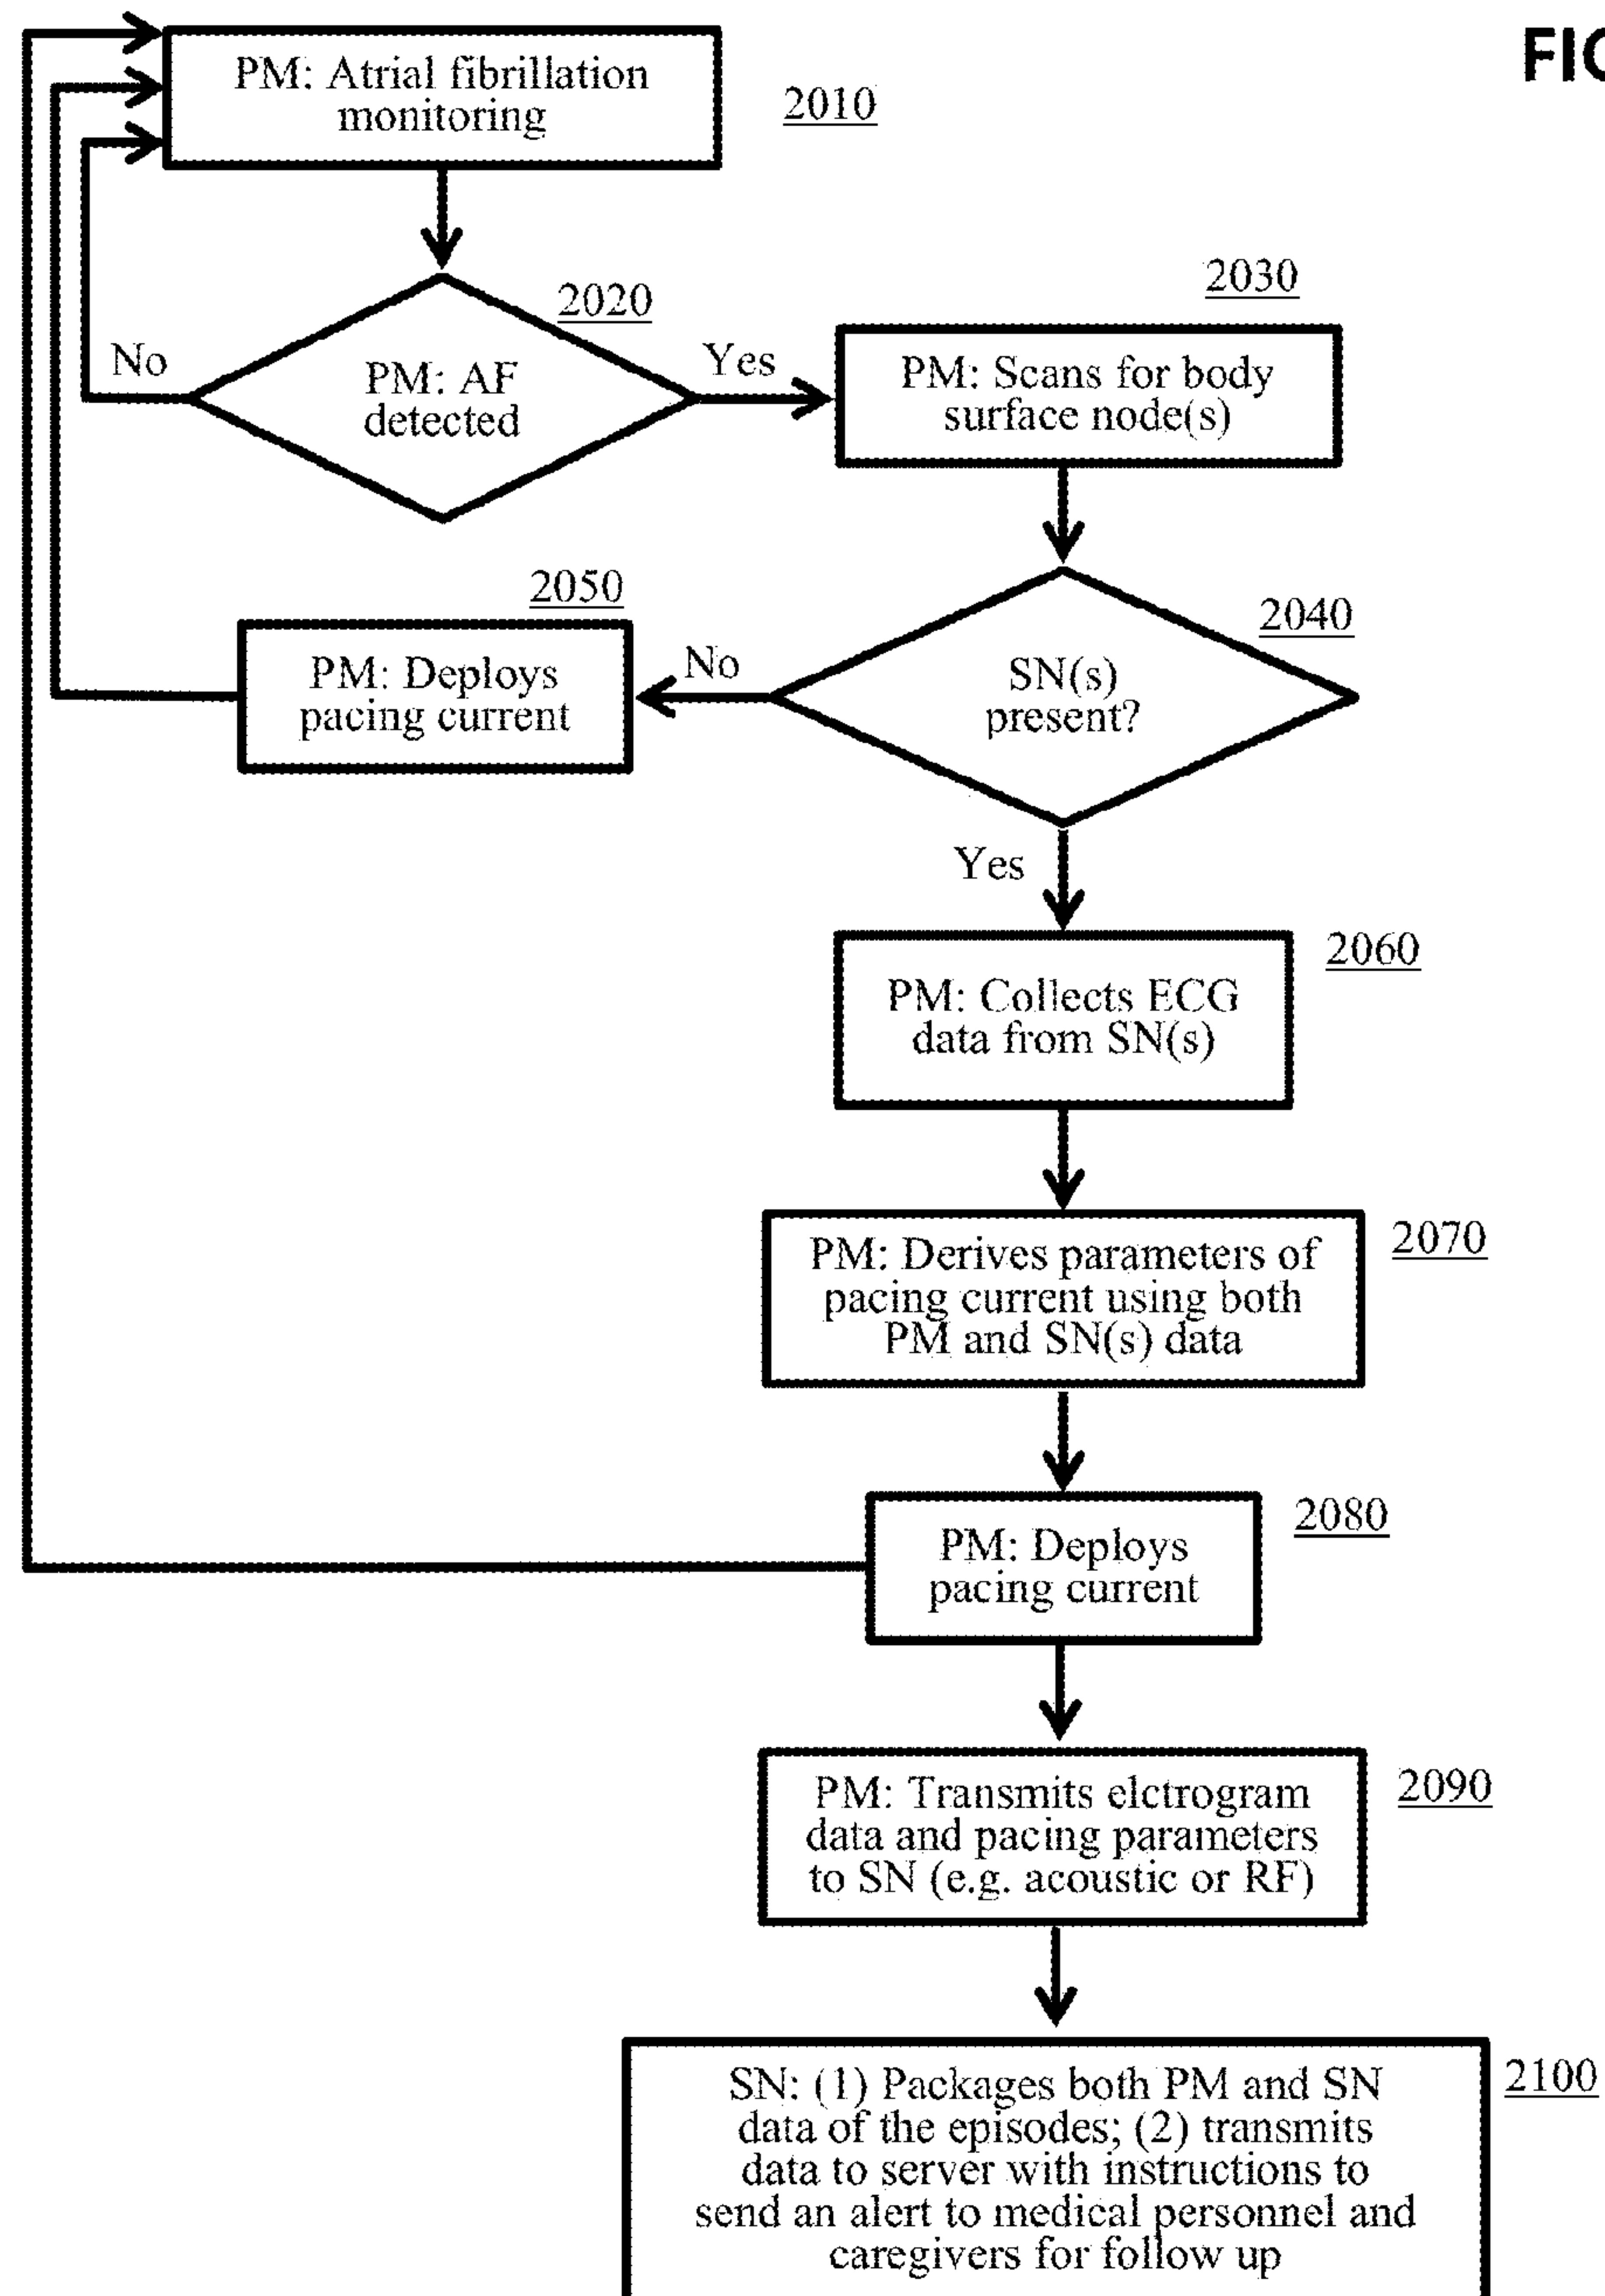 FIG
PM: Atrial fibrillation
monitoring
2010
2020
PM: AF
detected
No
Yes
2030
PM: Scans for body
surface node(s)
2040
SN(s)
present?
No
2050
PM: Deploys
pacing current
Yes
2060
PM: Collects ECG
data from SN(s)
2070
PM: Derives parameters of
pacing current using both
PM and SN(s) data
2080
PM: Deploys
pacing current
2090
PM: Transmits elctrogram
data and pacing parameters
to SN (e.g. acoustic or RF)
2100
SN: (1) Packages both PM and SN
data of the episodes; (2) transmits
data to server with instructions to
send an alert to medical personnel and
caregivers for follow up